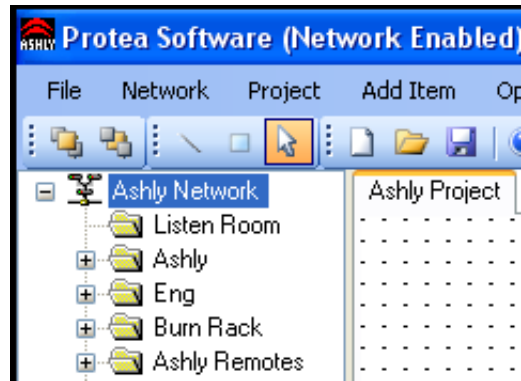 ASHLY Protea Software (Network Enabled)
File Network Project Add Item Op
Ashly Network Ashly Project
Listen Room
Ashly
Eng
Burn Rack
Ashly Remotes